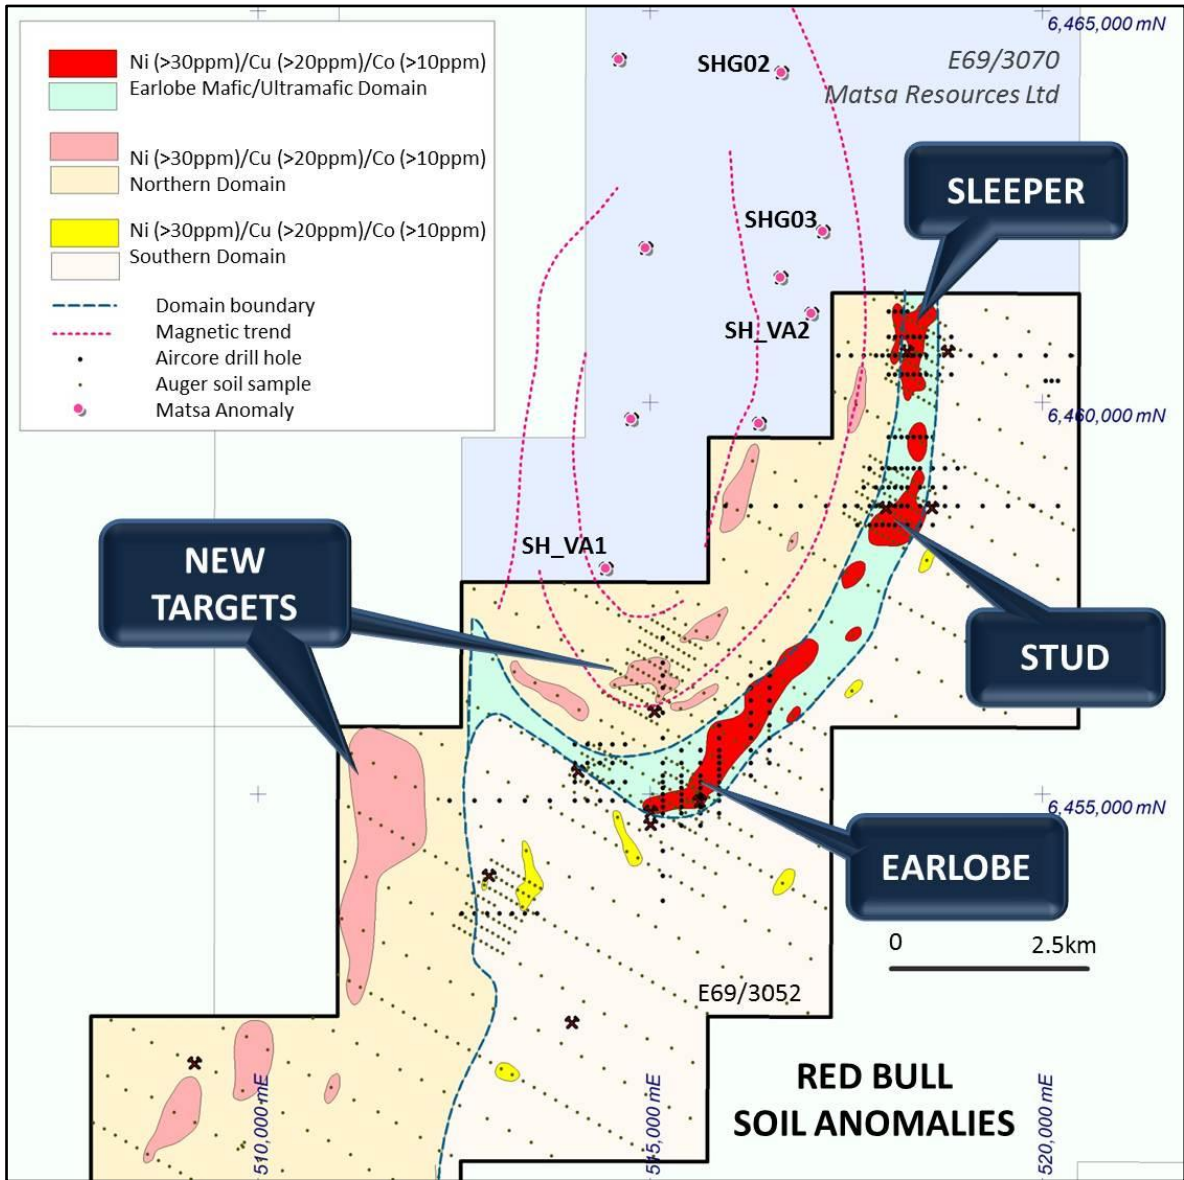 6,465,000 mN
Ni (>30ppm)/Cu (>20ppm)/Co (>10ppm)
Earlobe Mafic/Ultramafic Domain
Ni (>30ppm)/Cu (>20ppm)/Co (>10ppm)
Northern Domain
Ni (>30ppm)/Cu (>20ppm)/Co (>10ppm)
Southern Domain
Domain boundary
Magnetic trend
Aircore drill hole
Auger soil sample
Matsa Anomaly
SHG02
E69/3070
Matsa Resources Ltd
SLEEPER
SHG03
SH_VA2
6,460,000 mN
SH_VA1
NEW
TARGETS
STUD
6,455,000 mN
EARLOBE
0 2.5km
E69/3052
RED BULL
SOIL ANOMALIES
510,000 mE
515,000 mE
520,000 mE